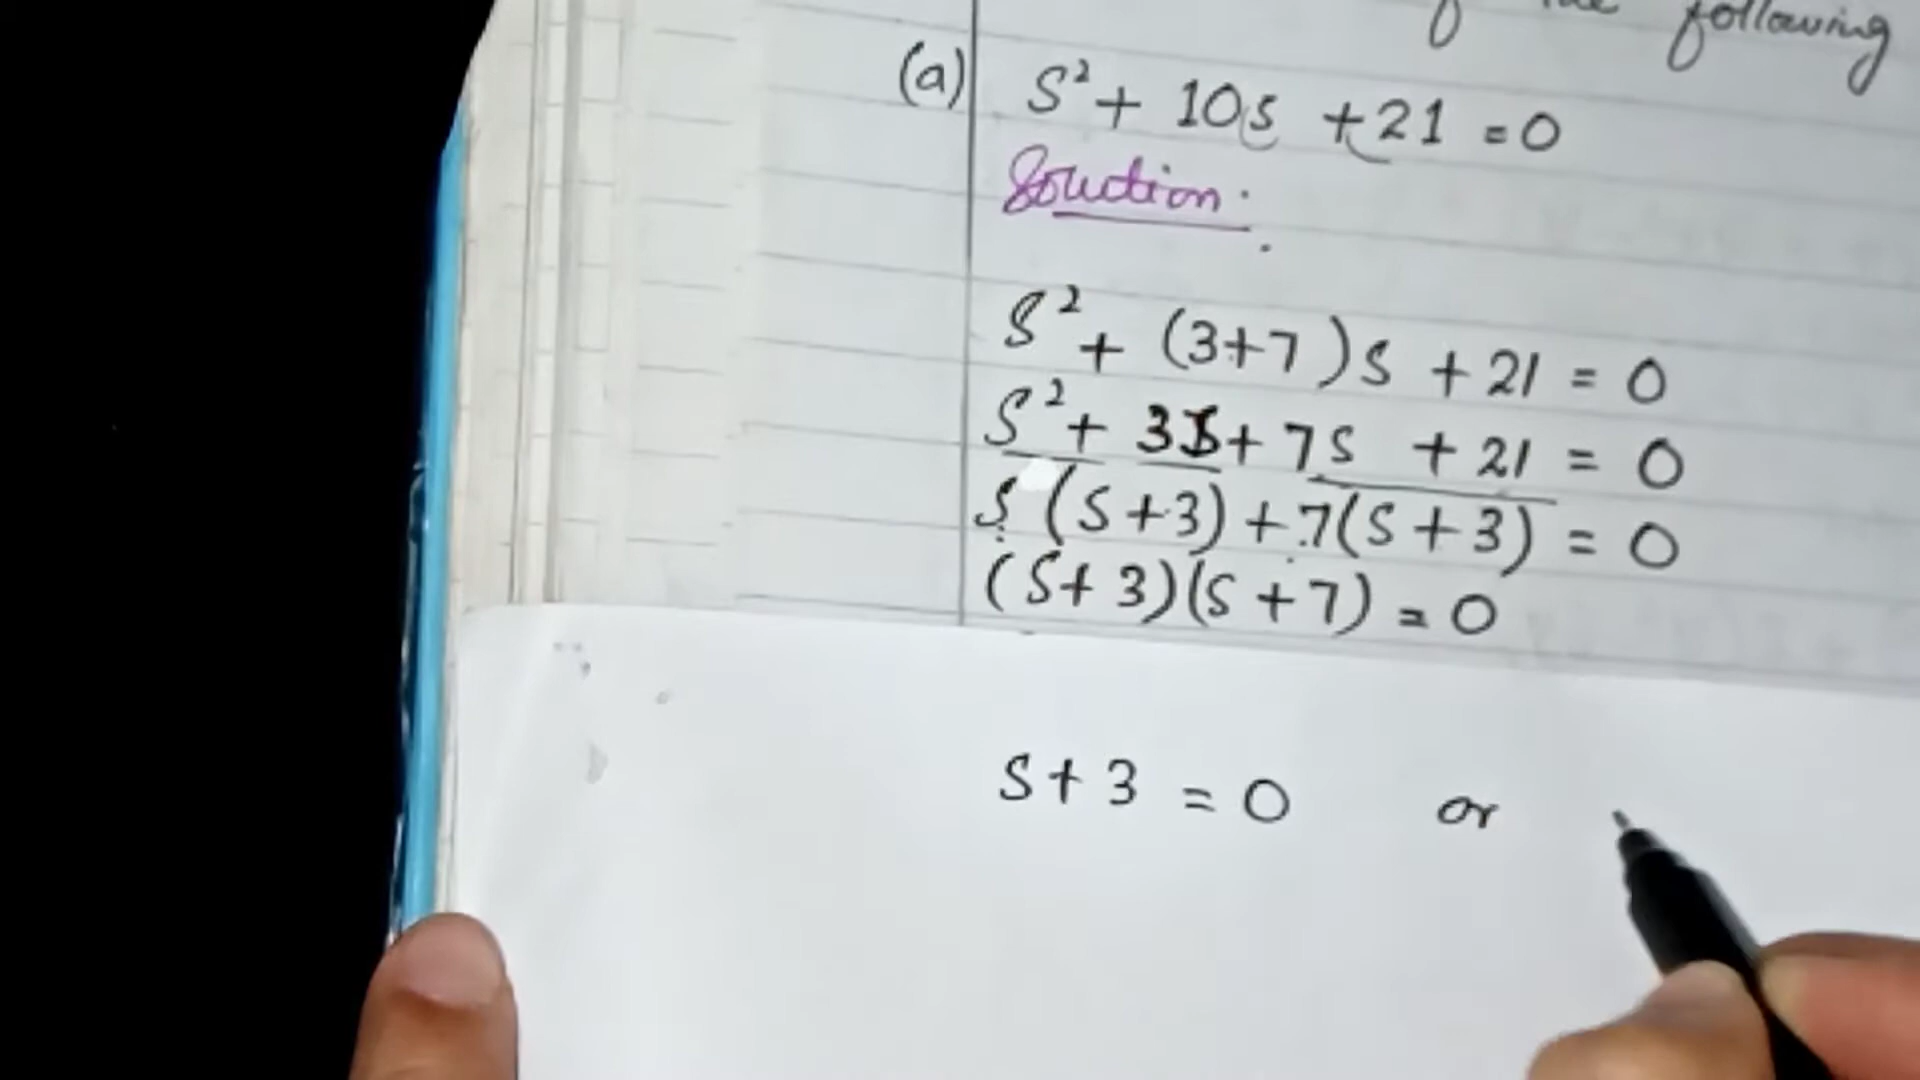 following
(a) S² + 10s + 21 = 0
Solution:
S² + (3+7)s + 21 = 0
S² + 3s + 7s + 21 = 0
s(s+3) + 7(s+3) = 0
(s+3)(s+7) = 0
s+3 = 0 or